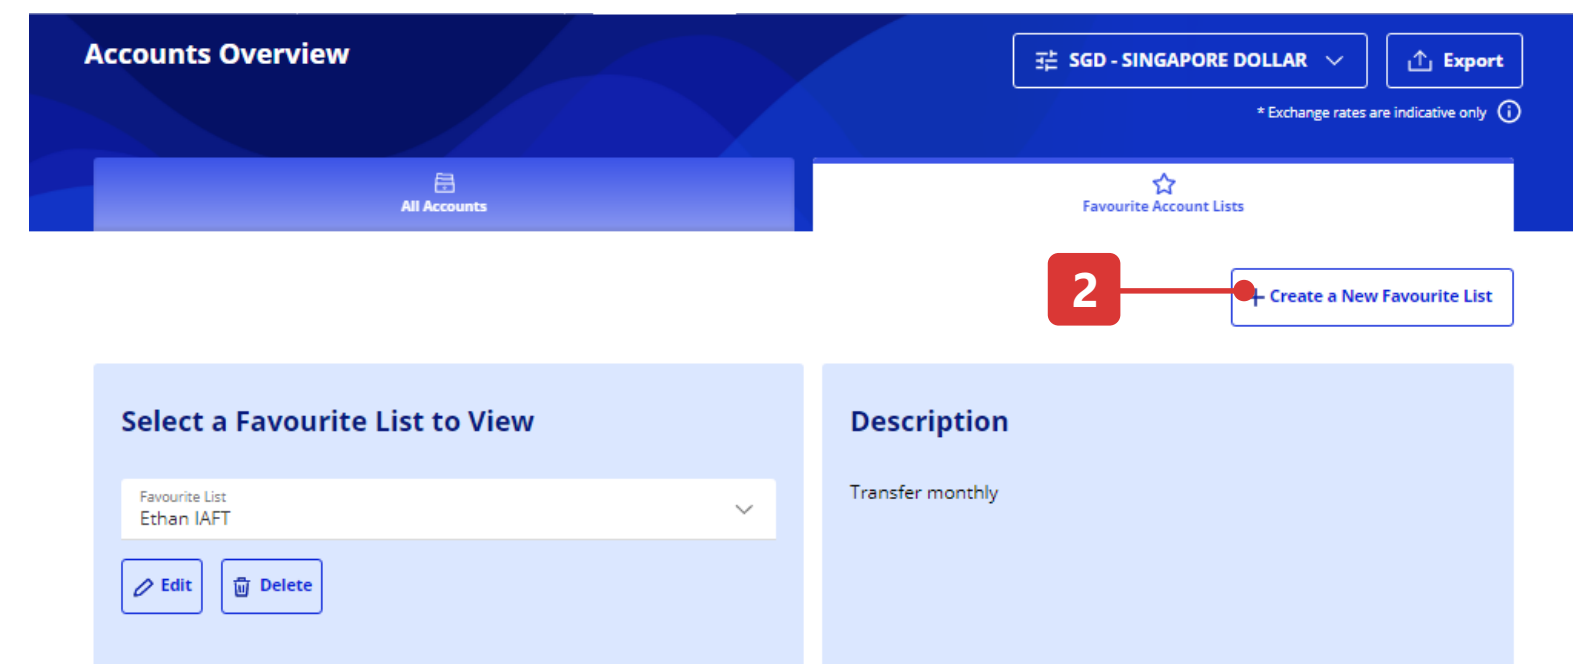 Accounts Overview
SGD - SINGAPORE DOLLAR
Export
* Exchange rates are indicative only
All Accounts
Favourite Account Lists
2
+ Create a New Favourite List
Select a Favourite List to View
Description
Favourite List
Ethan IAFT
Transfer monthly
Edit
Delete